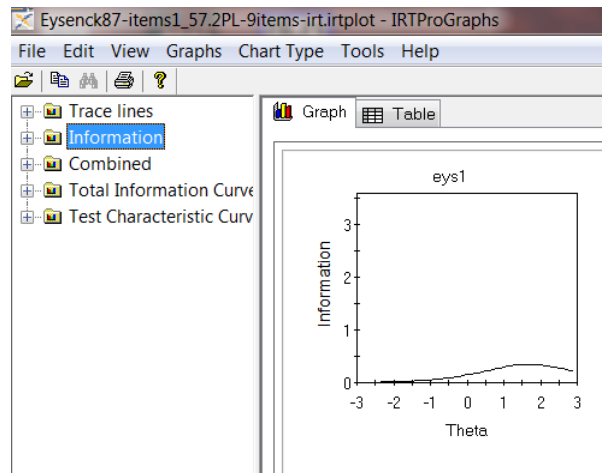 Eysenck87-items1_57.2PL-9items-irt.irtplot - IRTProGraphs
File Edit View Graphs Chart Type Tools Help
Trace lines
Information
Combined
Total Information Curve
Test Characteristic Curv
Graph Table
eys1
Information
3
2
1
0
-3 -2 -1 0 1 2 3
Theta